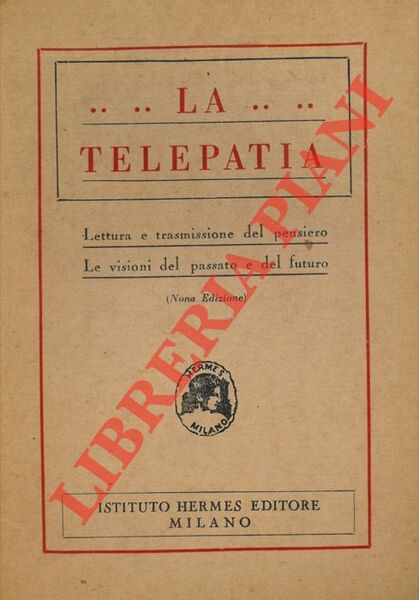 .. .. LA .. ..
TELEPATIA
Lettura e trasmissione del pensiero
Le visioni del passato e del futuro
(Nona Edizione)
HERMES
MILANO
ISTITUTO HERMES EDITORE
MILANO
LIBRERIA PIANI